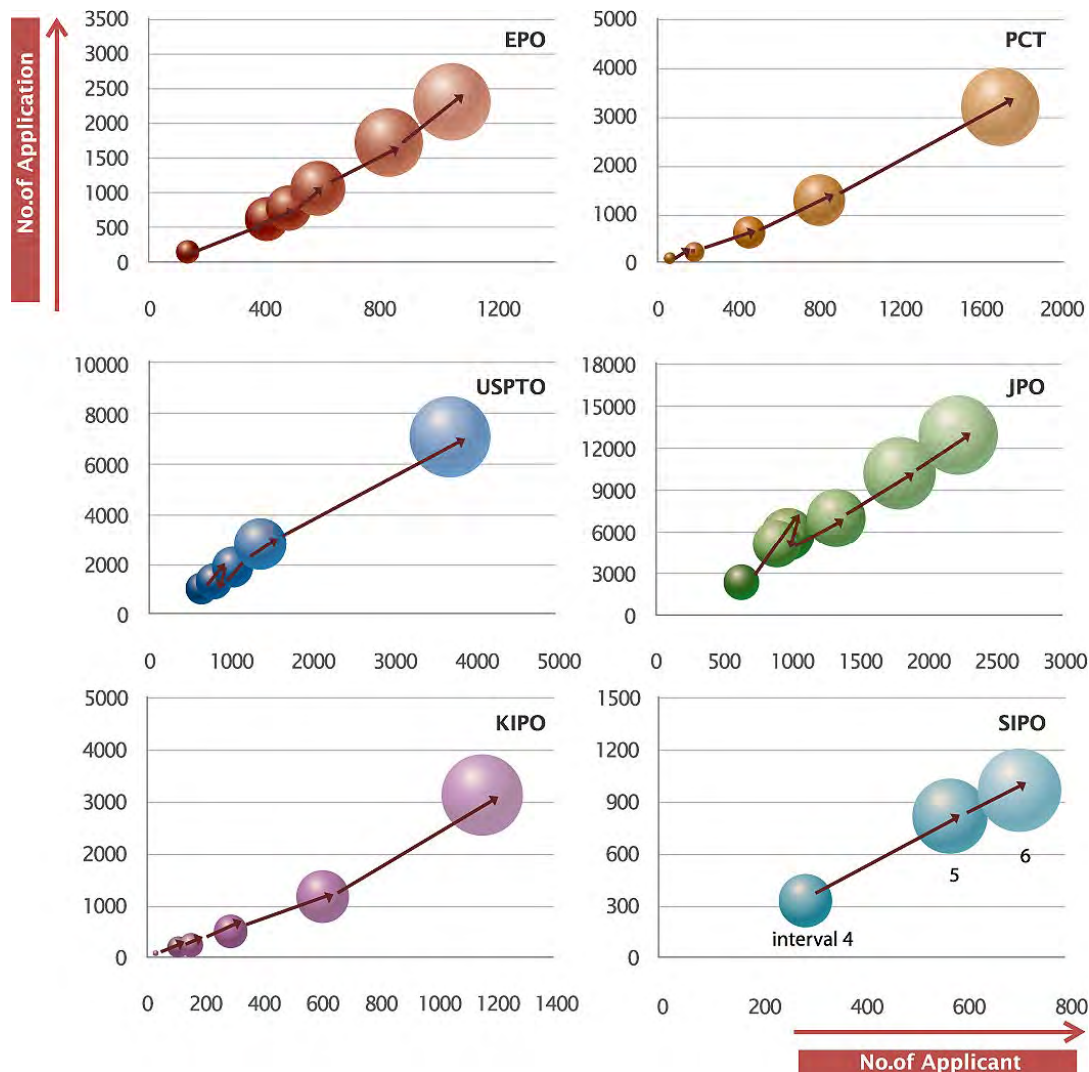 No.of Application
EPO
3500
3000
2500
2000
1500
1000
500
0
0 400 800 1200
PCT
5000
4000
3000
2000
1000
0
0 400 800 1200 1600 2000
USPTO
10000
8000
6000
4000
2000
0
0 1000 2000 3000 4000 5000
JPO
18000
15000
12000
9000
6000
3000
0
0 500 1000 1500 2000 2500 3000
KIPO
5000
4000
3000
2000
1000
0
0 200 400 600 800 1000 1200 1400
SIPO
1500
1200
900
600
300
0
interval 4
5
6
0 200 400 600 800
No.of Applicant